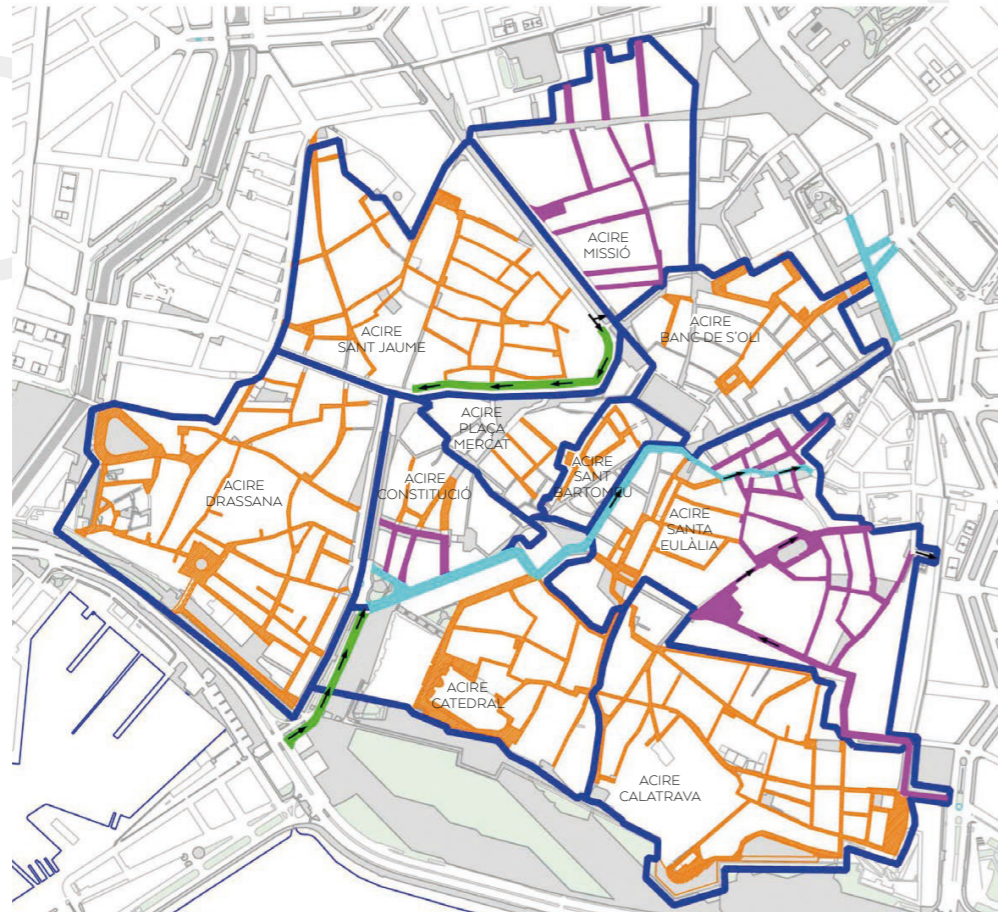 ACIRE
MISSIÓ
ACIRE
BANC DE S'OLI
ACIRE
SANT JAUME
ACIRE
PLAÇA
MERCAT
ACIRE
SANT
BARTOMEU
ACIRE
DRASSANA
ACIRE
CONSTITUCIÓ
ACIRE
SANTA
EULÀLIA
ACIRE
CATEDRAL
ACIRE
CALATRAVA